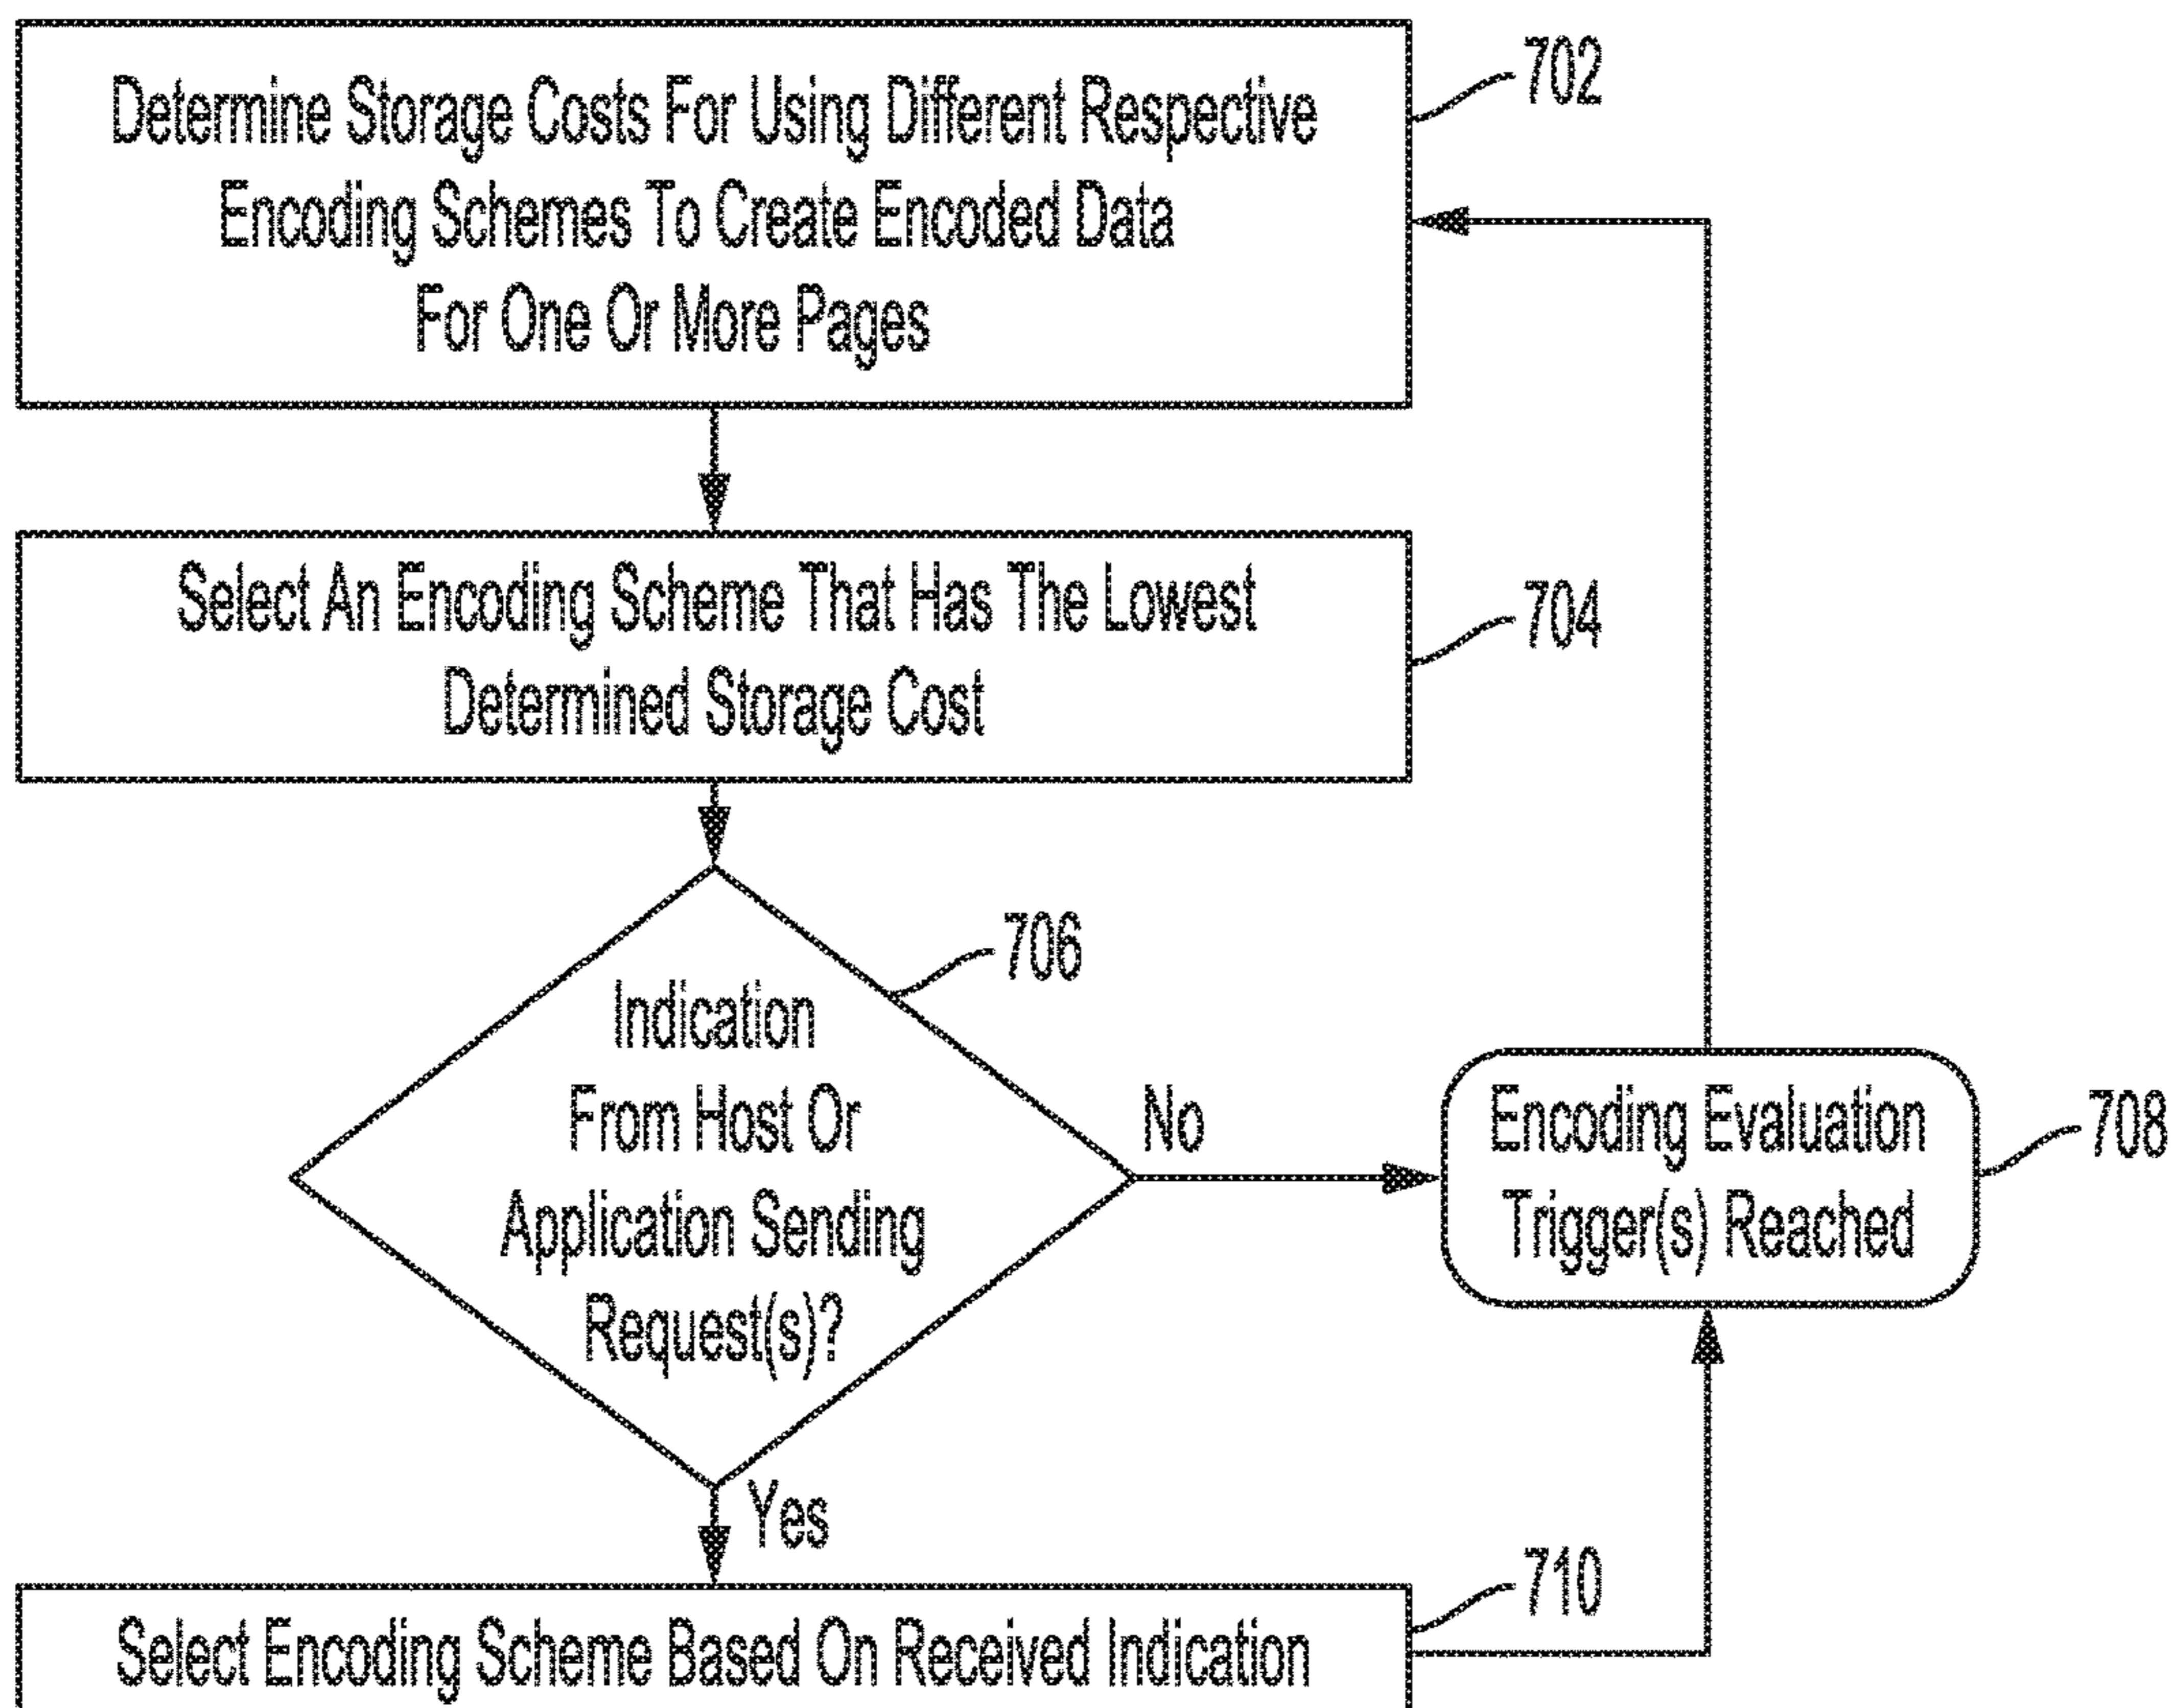 Determine Storage Costs For Using Different Respective
Encoding Schemes To Create Encoded Data
For One Or More Pages
702
Select An Encoding Scheme That Has The Lowest
Determined Storage Cost
704
Indication
From Host Or
Application Sending
Request(s)?
706
No
Encoding Evaluation
Trigger(s) Reached
708
Yes
Select Encoding Scheme Based On Received Indication
710